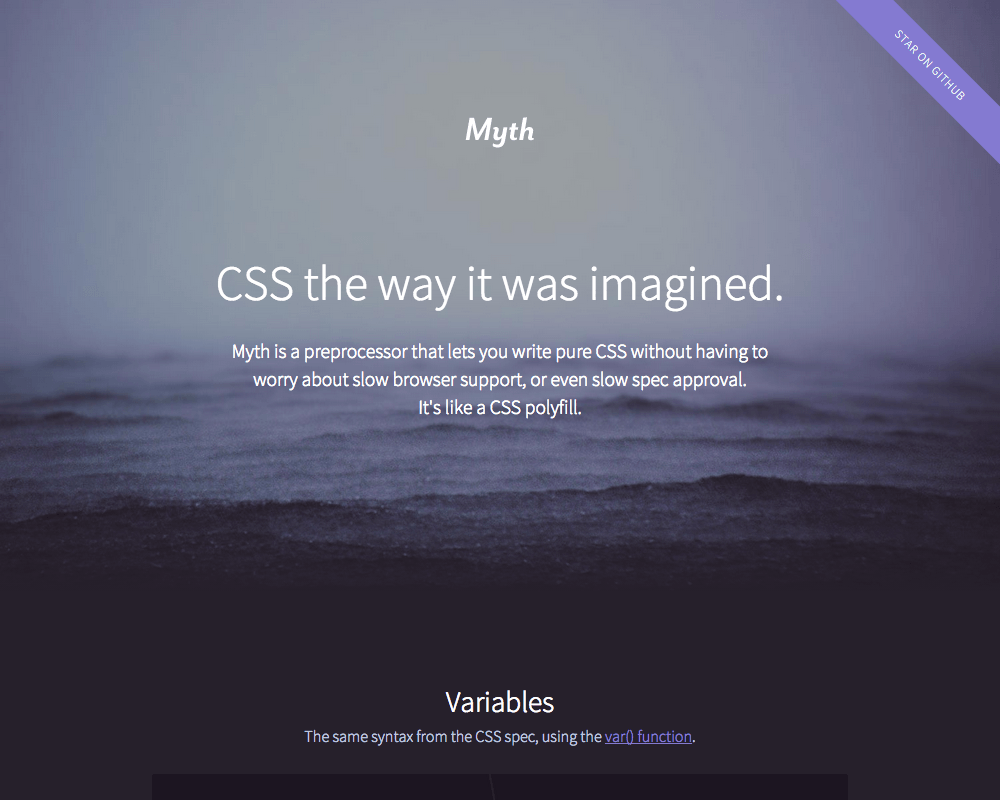 STAR ON GITHUB
Myth
CSS the way it was imagined.
Myth is a preprocessor that lets you write pure CSS without having to
worry about slow browser support, or even slow spec approval.
It's like a CSS polyfill.
Variables
The same syntax from the CSS spec, using the var() function.